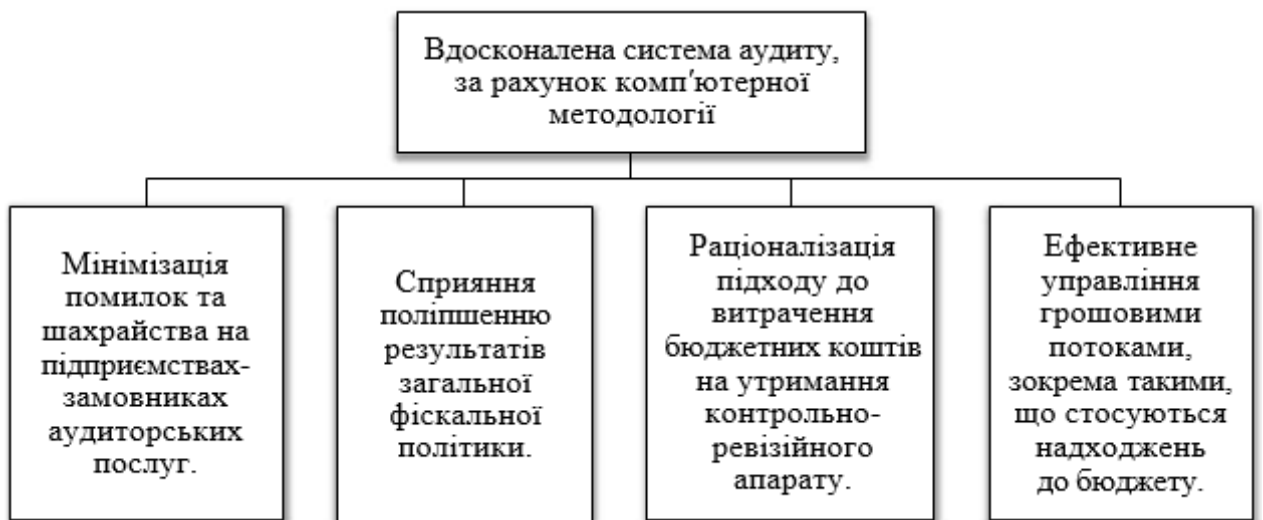 Вдосконалена система аудиту,
за рахунок комп'ютерної
методології
Мінімізація
помилок та
шахрайства на
підприємствах-
замовниках
аудиторських
послуг.
Сприяння
поліпшенню
результатів
загальної
фіскальної
політики.
Раціоналізація
підходу до
витрачення
бюджетних коштів
на утримання
контрольно-
ревізійного
апарату.
Ефективне
управління
грошовими
потоками,
зокрема такими,
що стосуються
надходжень
до бюджету.